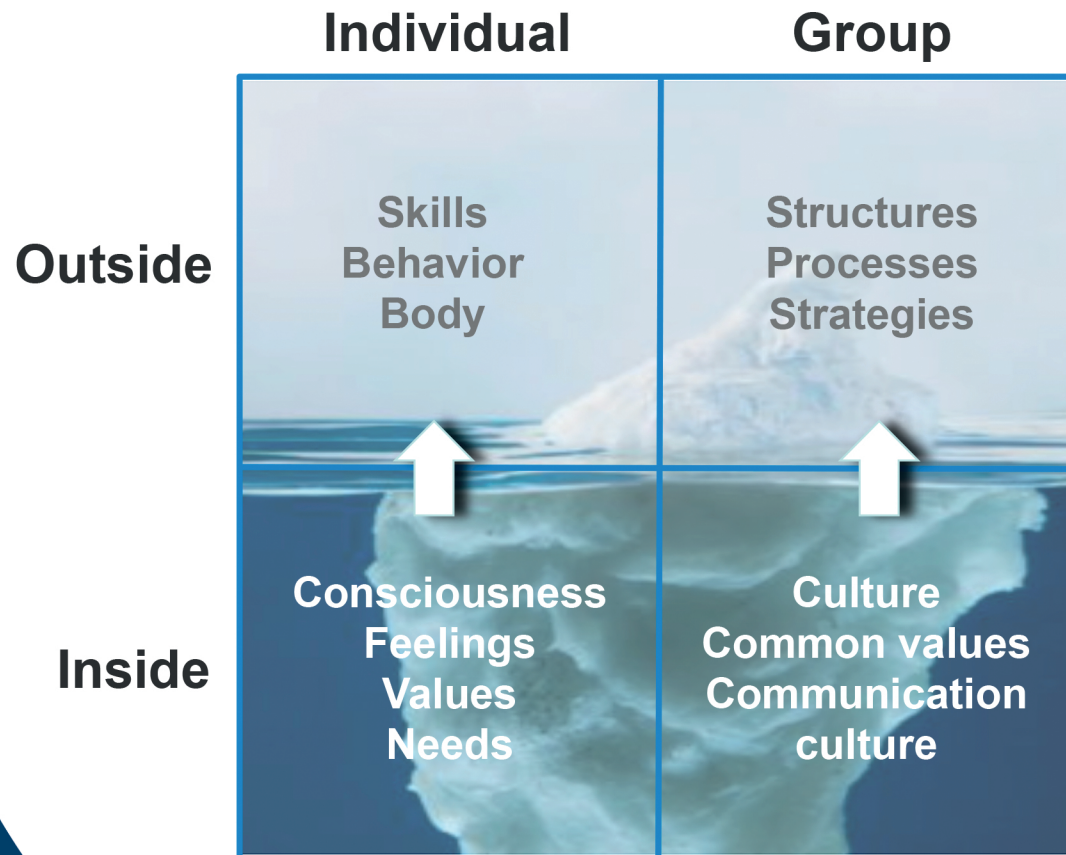 Individual
Group
Outside
Skills
Behavior
Body
Structures
Processes
Strategies
Inside
Consciousness
Feelings
Values
Needs
Culture
Common values
Communication
culture